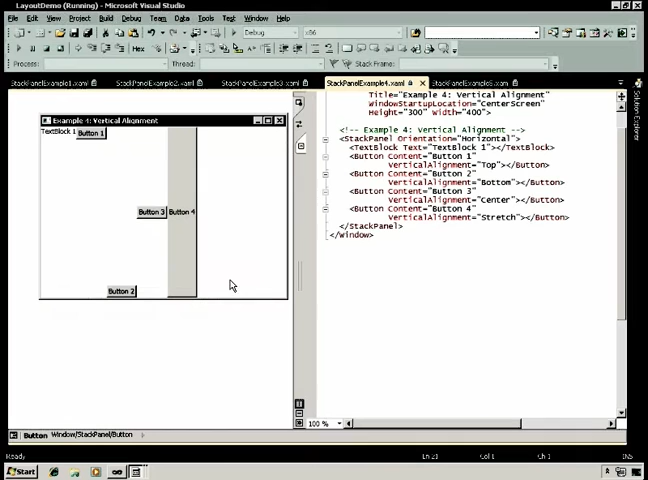 LayoutDemo (Running) - Microsoft Visual Studio
File Edit View Project Build Debug Team Data Tools Test Window Help
Debug x86
Hex
Process: Thread: Stack Frame:
StackPanelExample1.xaml StackPanelExample2.xaml StackPanelExample3.xaml StackPanelExample4.xaml StackPanelExample5.xaml
Solution Explorer
Example 4: Vertical Alignment
TextBlock 1 Button 1
Button 3 Button 4
Button 2
Title="Example 4: Vertical Alignment"
WindowStartupLocation="CenterScreen"
Height="300" Width="400">
<!-- Example 4: Vertical Alignment -->
<StackPanel Orientation="Horizontal">
<TextBlock Text="TextBlock 1"></TextBlock>
<Button Content="Button 1"
VerticalAlignment="Top"></Button>
<Button Content="Button 2"
VerticalAlignment="Bottom"></Button>
<Button Content="Button 3"
VerticalAlignment="Center"></Button>
<Button Content="Button 4"
VerticalAlignment="Stretch"></Button>
</StackPanel>
</Window>
100 %
Button Window/StackPanel/Button
Ready Ln 21 Col 1 Ch 1 INS
Start